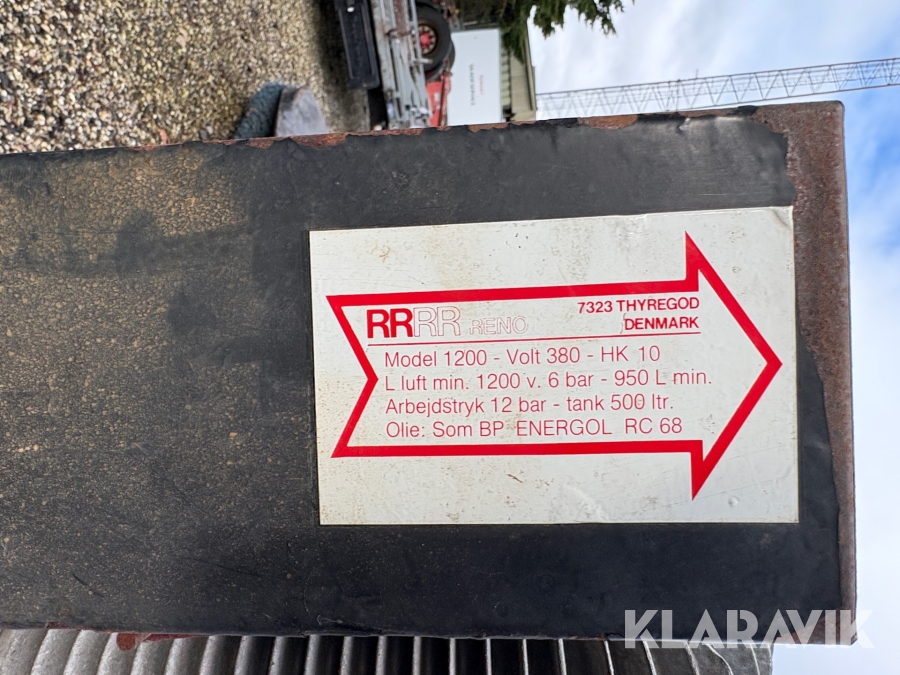 RRRR RENO
7323 THYREGOD
DENMARK
Model 1200 - Volt 380 - HK 10
L luft min. 1200 v. 6 bar - 950 L min.
Arbejdstryk 12 bar - tank 500 ltr.
Olie: Som BP ENERGOL RC 68
KLARAVIK